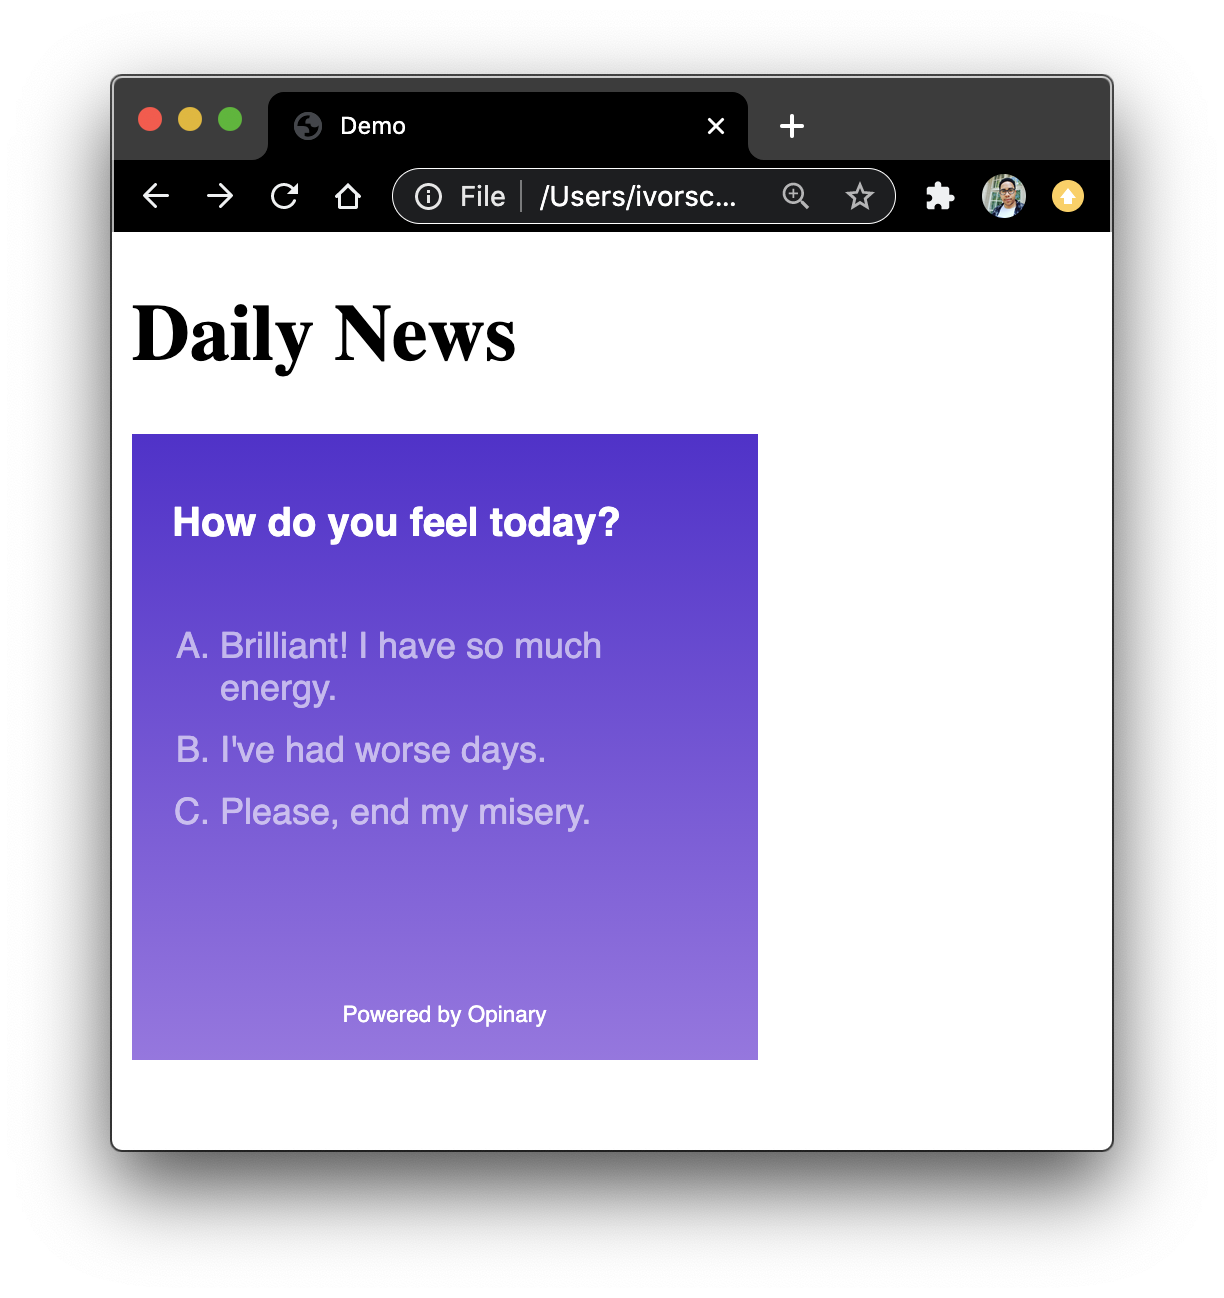 Demo
File /Users/ivorsc...
Daily News
How do you feel today?
A. Brilliant! I have so much
energy.
B. I've had worse days.
C. Please, end my misery.
Powered by Opinary